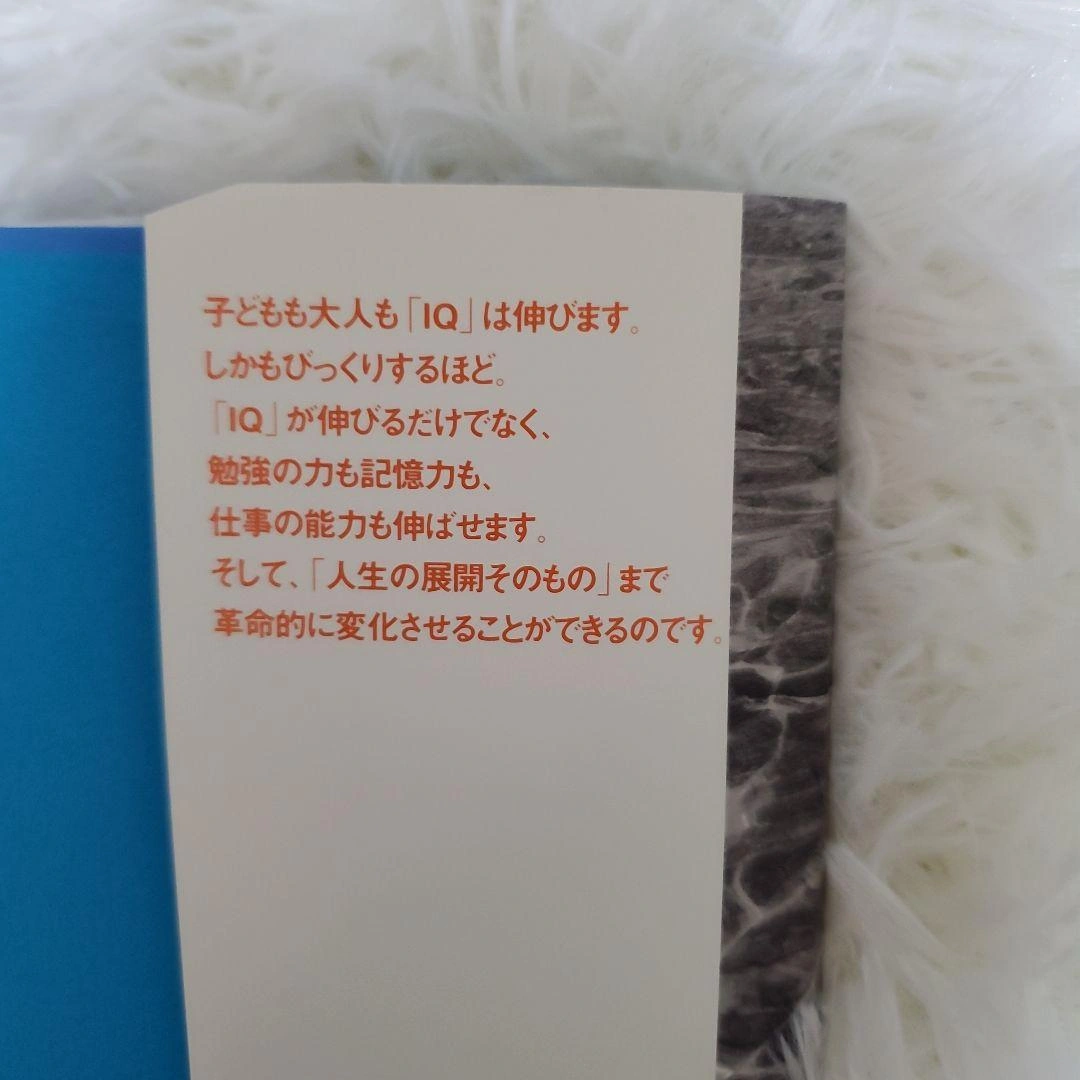 子どもも大人も「IQ」は伸びます。
しかもびっくりするほど。
「IQ」が伸びるだけでなく、
勉強の力も記憶力も、
仕事の能力も伸ばせます。
そして、「人生の展開そのもの」まで
革命的に変化させることができるのです。